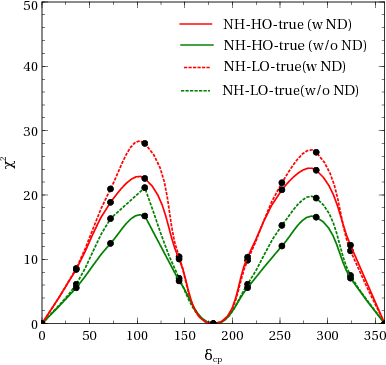 50
40
30
20
10
0
χ²
NH-HO-true (w ND)
NH-HO-true (w/o ND)
NH-LO-true(w ND)
NH-LO-true(w/o ND)
0 50 100 150 200 250 300 350
δcp